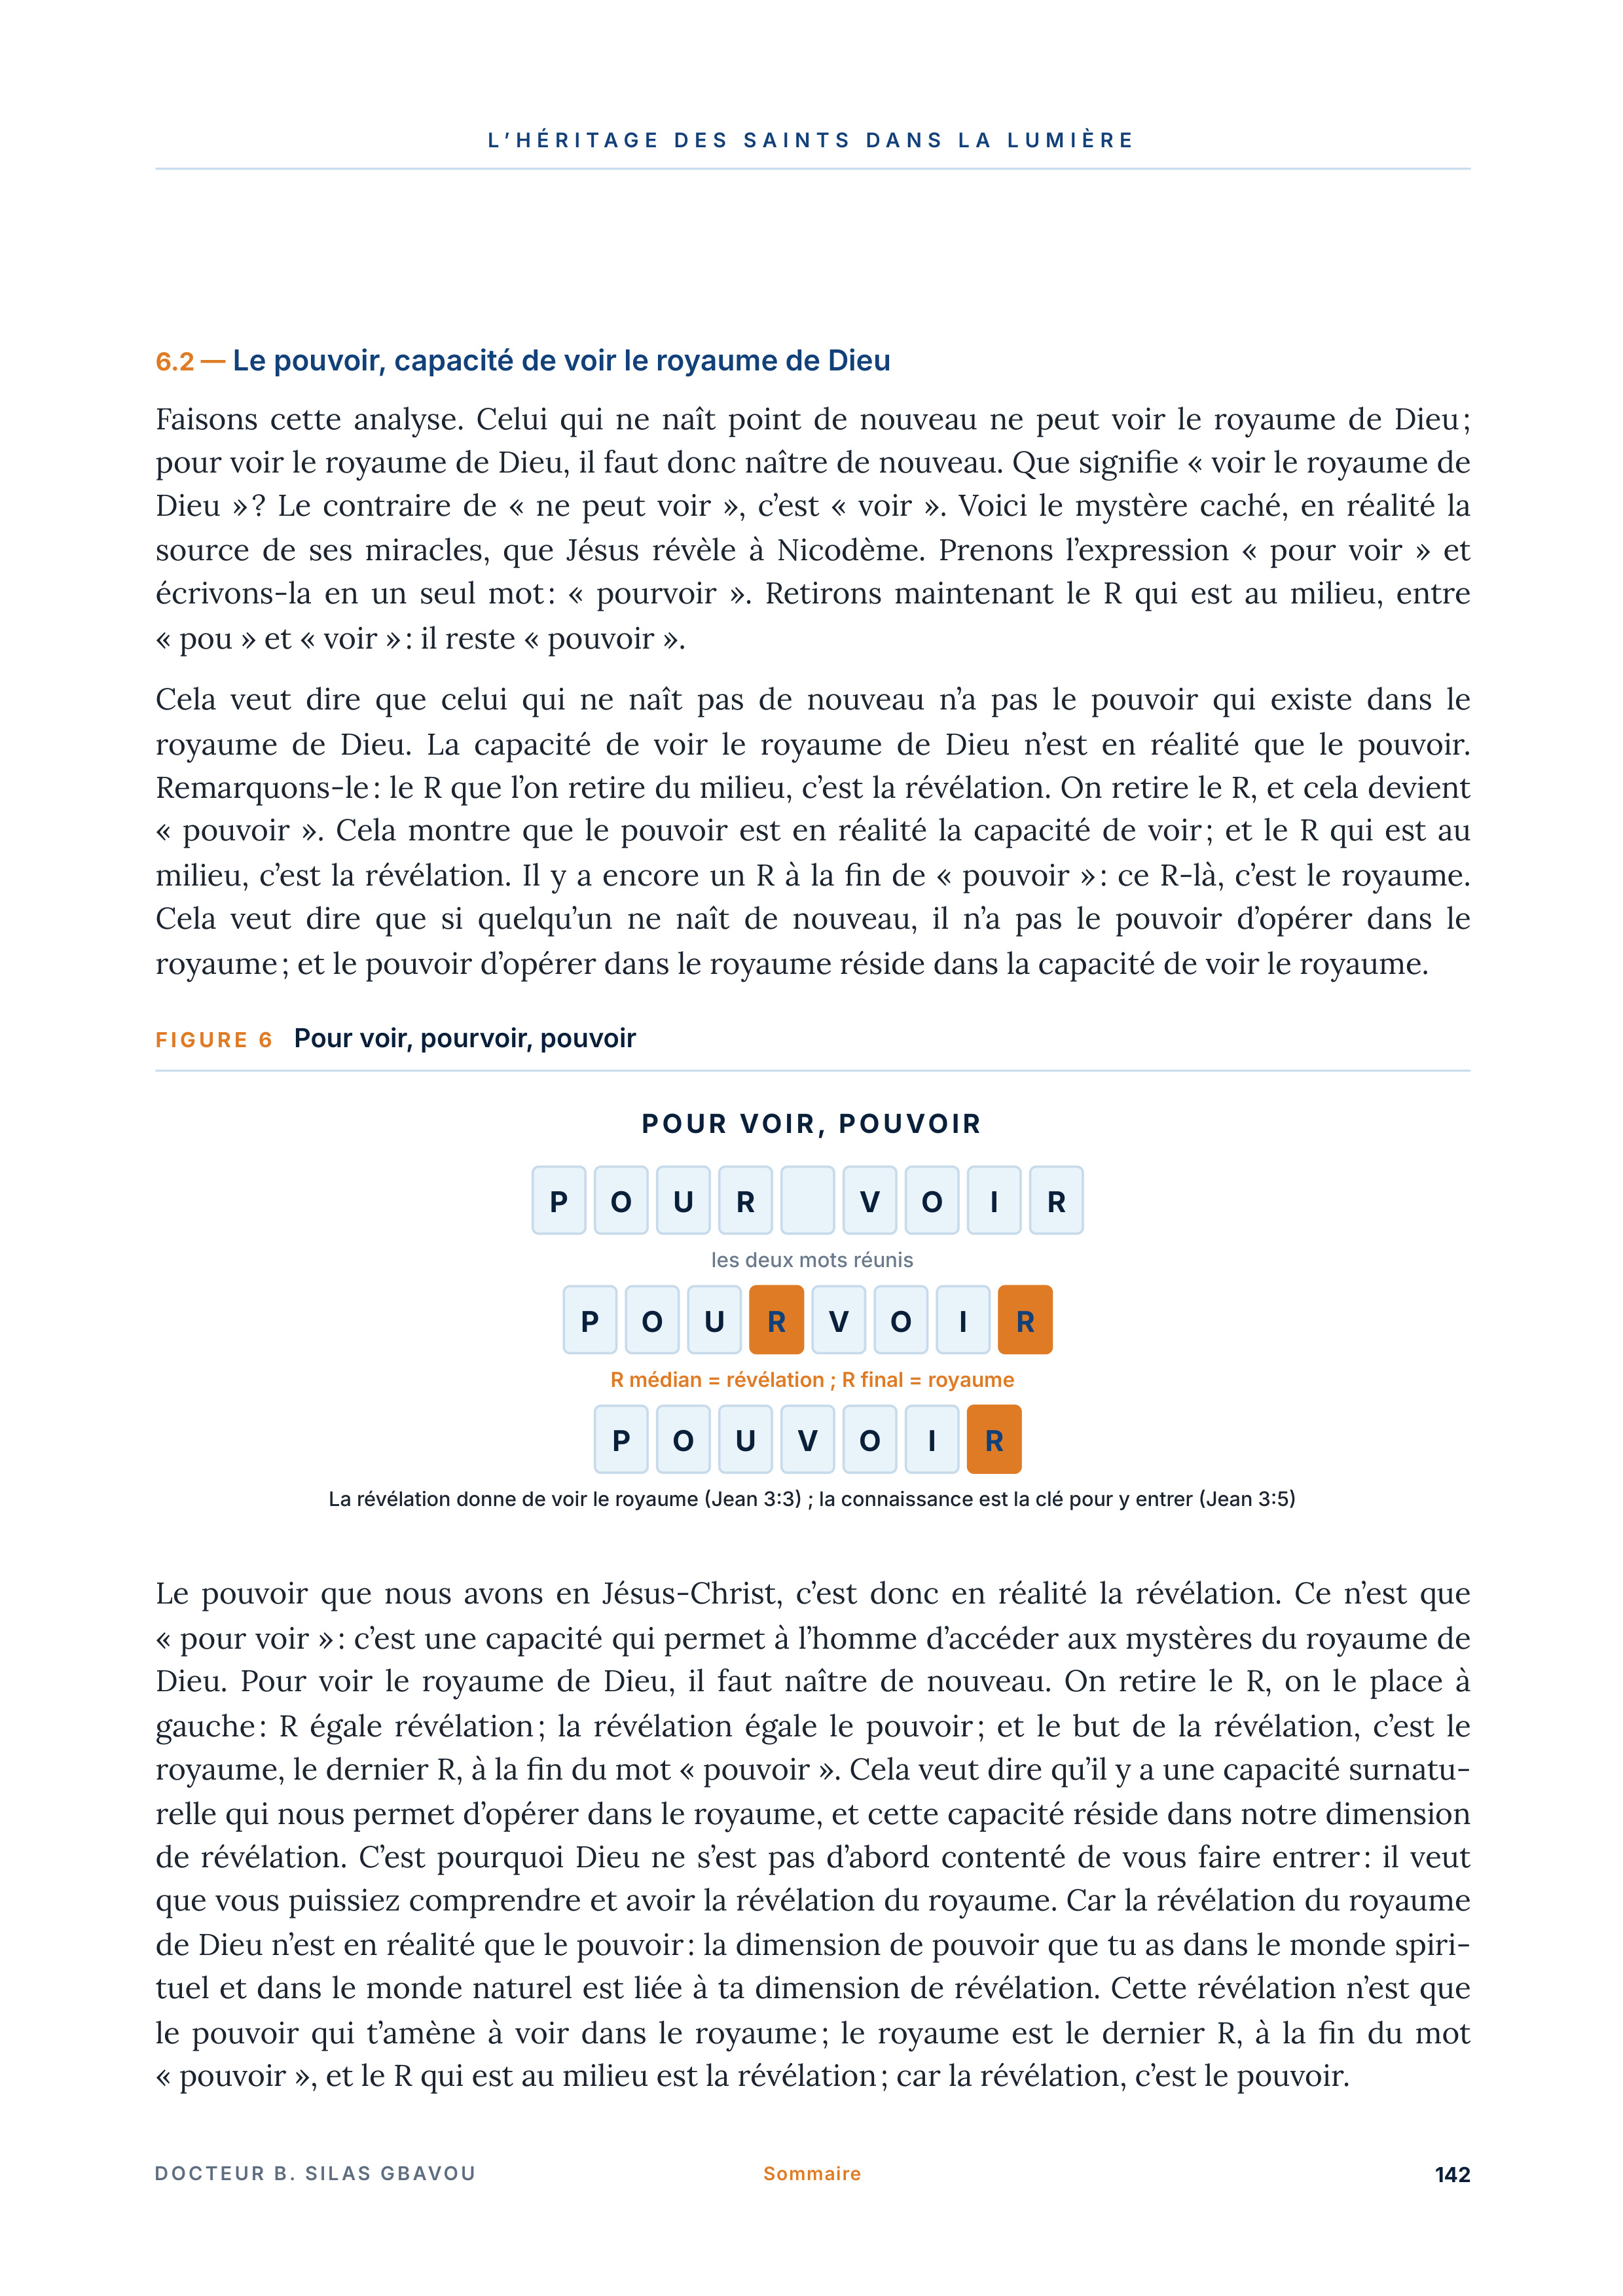 L’HÉRITAGE DES SAINTS DANS LA LUMIÈRE
6.2 — Le pouvoir, capacité de voir le royaume de Dieu
Faisons cette analyse. Celui qui ne naît point de nouveau ne peut voir le royaume de Dieu ;
pour voir le royaume de Dieu, il faut donc naître de nouveau. Que signifie « voir le royaume de
Dieu » ? Le contraire de « ne peut voir », c’est « voir ». Voici le mystère caché, en réalité la
source de ses miracles, que Jésus révèle à Nicodème. Prenons l’expression « pour voir » et
écrivons-la en un seul mot : « pourvoir ». Retirons maintenant le R qui est au milieu, entre
« pou » et « voir » : il reste « pouvoir ».
Cela veut dire que celui qui ne naît pas de nouveau n’a pas le pouvoir qui existe dans le
royaume de Dieu. La capacité de voir le royaume de Dieu n’est en réalité que le pouvoir.
Remarquons-le : le R que l’on retire du milieu, c’est la révélation. On retire le R, et cela devient
« pouvoir ». Cela montre que le pouvoir est en réalité la capacité de voir ; et le R qui est au
milieu, c’est la révélation. Il y a encore un R à la fin de « pouvoir » : ce R-là, c’est le royaume.
Cela veut dire que si quelqu’un ne naît de nouveau, il n’a pas le pouvoir d’opérer dans le
royaume ; et le pouvoir d’opérer dans le royaume réside dans la capacité de voir le royaume.
FIGURE 6 Pour voir, pourvoir, pouvoir
POUR VOIR, POUVOIR
P O U R V O I R
les deux mots réunis
P O U R V O I R
R médian = révélation ; R final = royaume
P O U V O I R
La révélation donne de voir le royaume (Jean 3:3) ; la connaissance est la clé pour y entrer (Jean 3:5)
Le pouvoir que nous avons en Jésus-Christ, c’est donc en réalité la révélation. Ce n’est que
« pour voir » : c’est une capacité qui permet à l’homme d’accéder aux mystères du royaume de
Dieu. Pour voir le royaume de Dieu, il faut naître de nouveau. On retire le R, on le place à
gauche : R égale révélation ; la révélation égale le pouvoir ; et le but de la révélation, c’est le
royaume, le dernier R, à la fin du mot « pouvoir ». Cela veut dire qu’il y a une capacité surnatu-
relle qui nous permet d’opérer dans le royaume, et cette capacité réside dans notre dimension
de révélation. C’est pourquoi Dieu ne s’est pas d’abord contenté de vous faire entrer : il veut
que vous puissiez comprendre et avoir la révélation du royaume. Car la révélation du royaume
de Dieu n’est en réalité que le pouvoir : la dimension de pouvoir que tu as dans le monde spiri-
tuel et dans le monde naturel est liée à ta dimension de révélation. Cette révélation n’est que
le pouvoir qui t’amène à voir dans le royaume ; le royaume est le dernier R, à la fin du mot
« pouvoir », et le R qui est au milieu est la révélation ; car la révélation, c’est le pouvoir.
DOCTEUR B. SILAS GBAVOU Sommaire 142